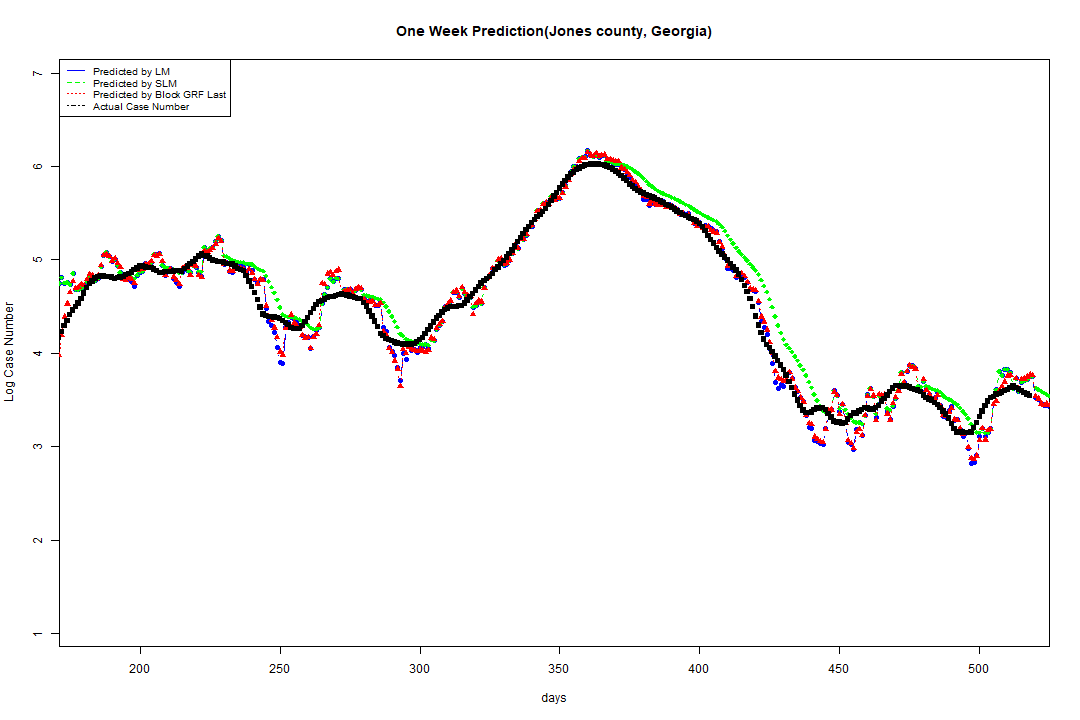 One Week Prediction(Jones county, Georgia)
Predicted by LM
Predicted by SLM
Predicted by Block GRF Last
Actual Case Number
7
6
5
4
3
2
1
Log Case Number
200 250 300 350 400 450 500
days